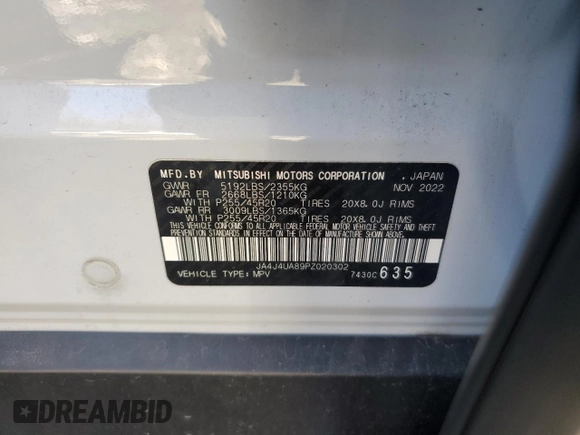 MFD.BY MITSUBISHI MOTORS CORPORATION , JAPAN
GVWR 5192LBS/2355KG NOV 2022
GAWR FR 2668LBS/1210KG
WITH P255/45R20 TIRES 20X8.0J RIMS
GAWR RR 3009LBS/1365KG
WITH P255/45R20 TIRES 20X8.0J RIMS
THIS VEHICLE CONFORMS TO ALL APPLICABLE FEDERAL MOTOR VEHICLE SAFETY AND
THEFT PREVENTION STANDARDS IN EFFECT ON THE DATE OF MANUFACTURE SHOWN ABOVE.
JA4J4UA89PZ020302
VEHICLE TYPE: MPV 7430C 635
DREAMBID